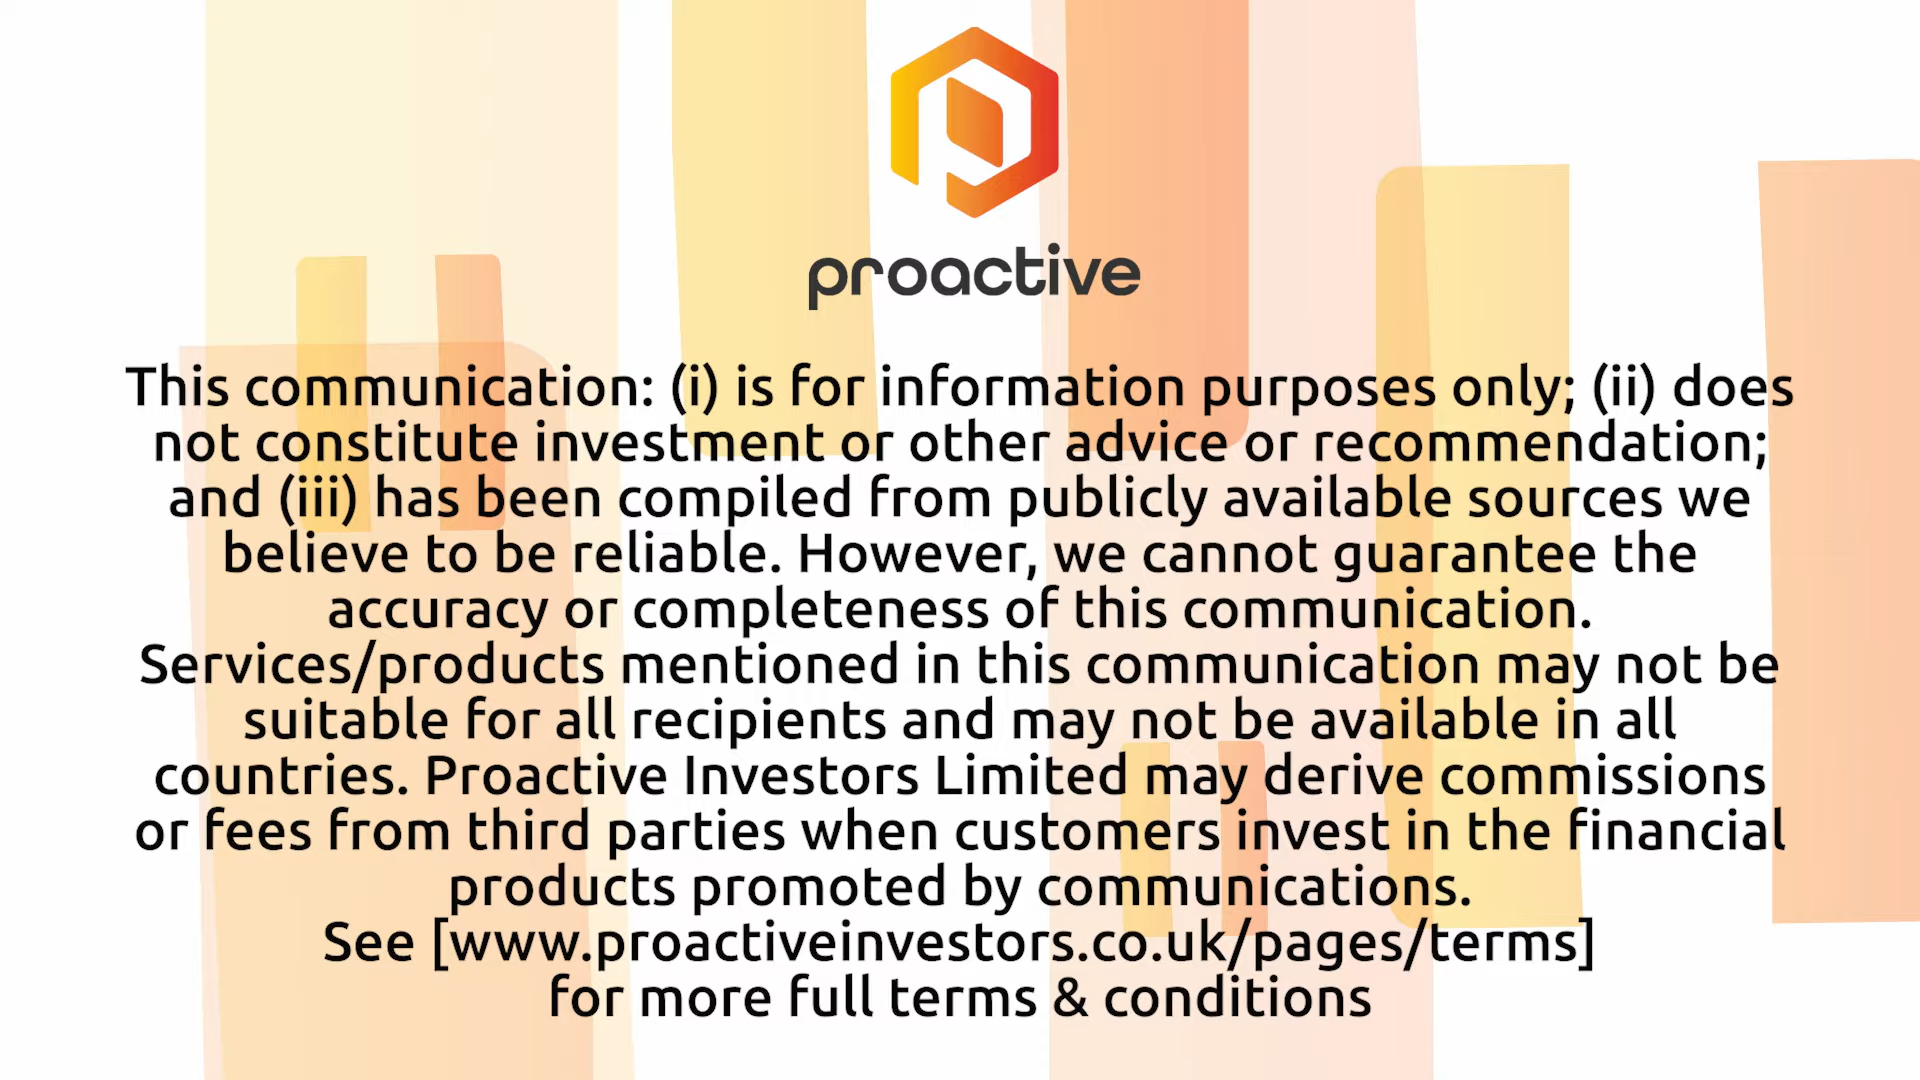 proactive
This communication: (i) is for information purposes only; (ii) does
not constitute investment or other advice or recommendation;
and (iii) has been compiled from publicly available sources we
believe to be reliable. However, we cannot guarantee the
accuracy or completeness of this communication.
Services/products mentioned in this communication may not be
suitable for all recipients and may not be available in all
countries. Proactive Investors Limited may derive commissions
or fees from third parties when customers invest in the financial
products promoted by communications.
See [www.proactiveinvestors.co.uk/pages/terms]
for more full terms & conditions